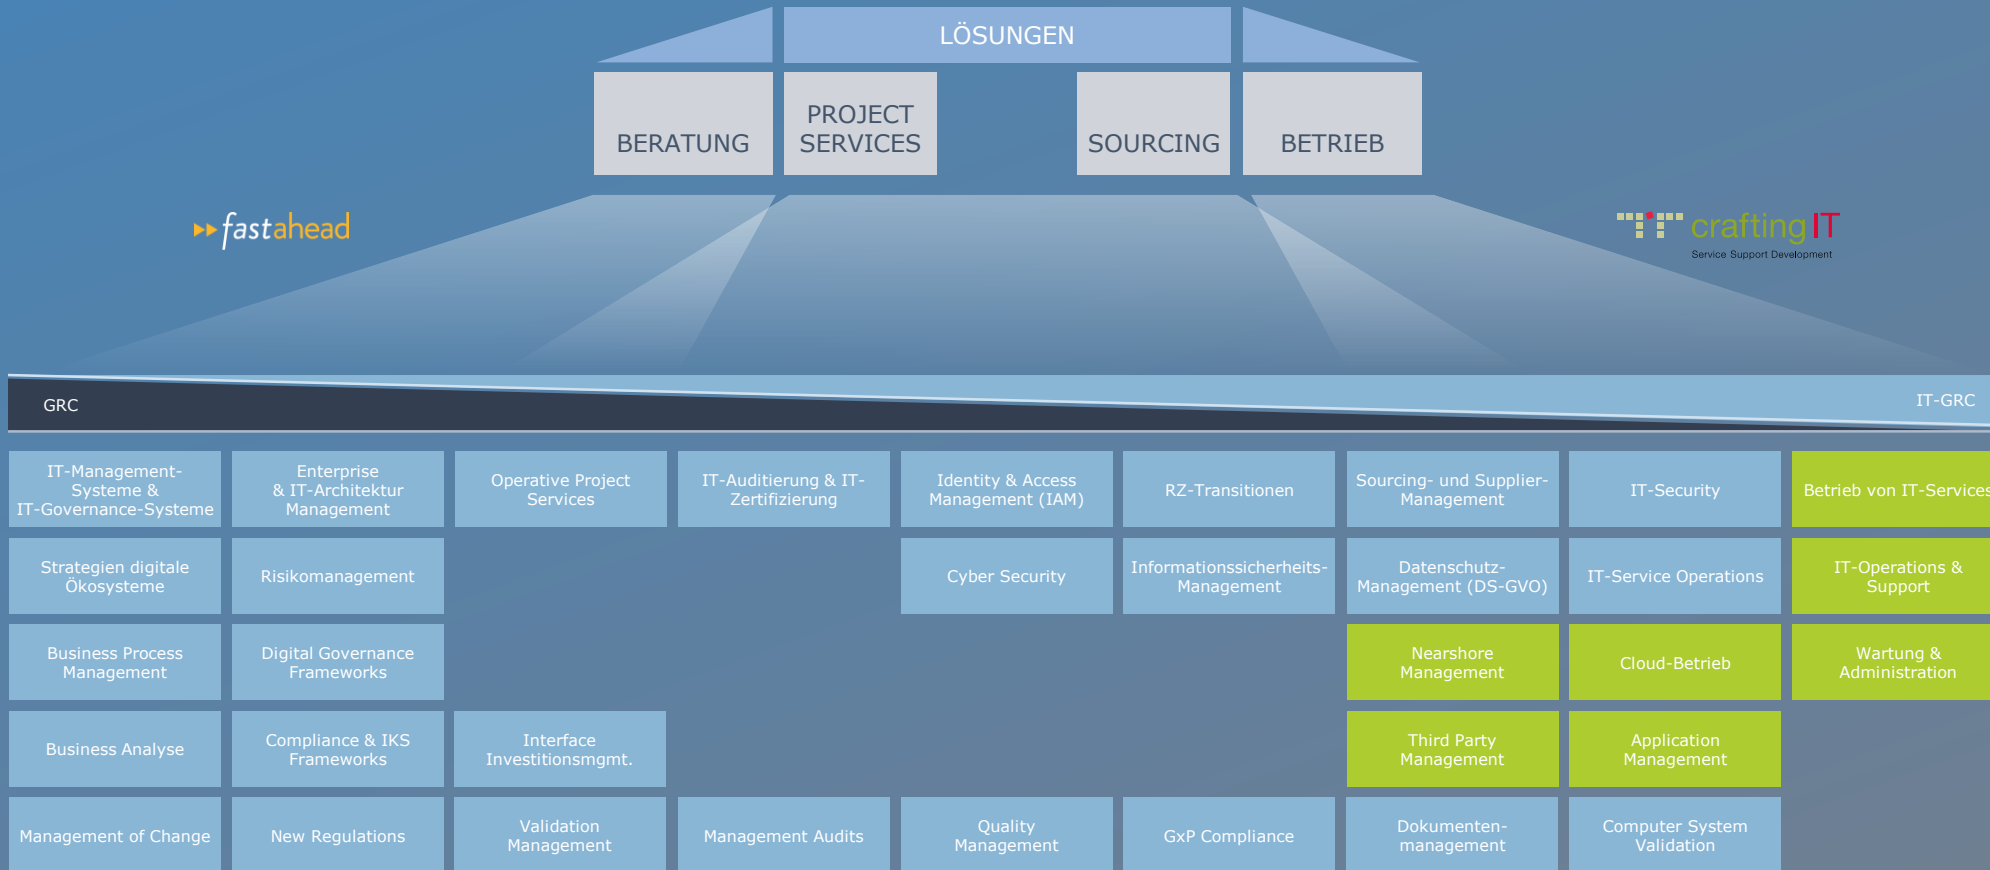 LÖSUNGEN
BERATUNG
PROJECT
SERVICES
SOURCING
BETRIEB
fastahead
crafting IT
Service Support Development
GRC
IT-GRC
IT-Management-
Systeme &
IT-Governance-Systeme
Enterprise
& IT-Architektur
Management
Operative Project
Services
IT-Auditierung & IT-
Zertifizierung
Identity & Access
Management (IAM)
RZ-Transitionen
Sourcing- und Supplier-
Management
IT-Security
Betrieb von IT-Services
Strategien digitale
Ökosysteme
Risikomanagement
Cyber Security
Informationssicherheits-
Management
Datenschutz-
Management (DS-GVO)
IT-Service Operations
IT-Operations &
Support
Business Process
Management
Digital Governance
Frameworks
Nearshore
Management
Cloud-Betrieb
Wartung &
Administration
Business Analyse
Compliance & IKS
Frameworks
Interface
Investitionsmgmt.
Third Party
Management
Application
Management
Management of Change
New Regulations
Validation
Management
Management Audits
Quality
Management
GxP Compliance
Dokumenten-
management
Computer System
Validation